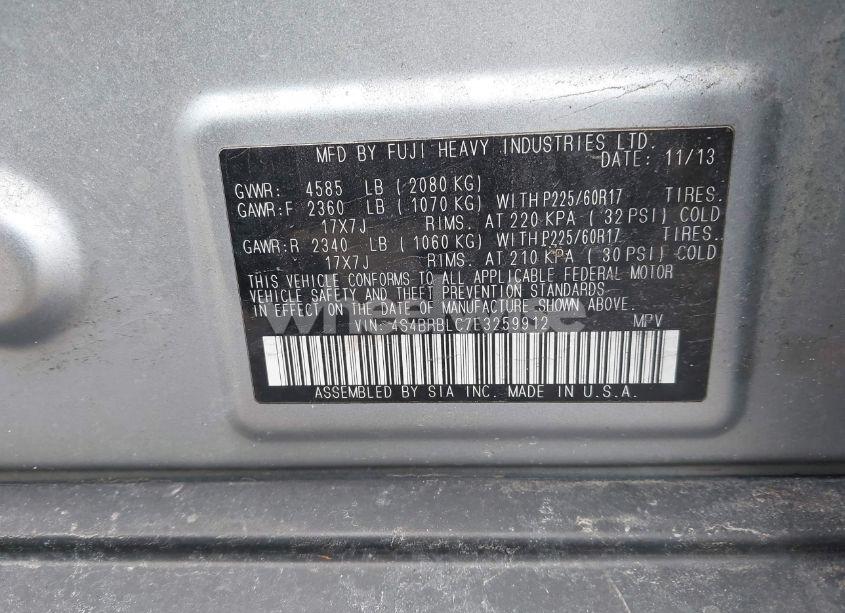 MFD BY FUJI HEAVY INDUSTRIES LTD.
DATE: 11/13
GVWR: 4585 LB (2080 KG)
GAWR:F 2360 LB (1070 KG) WITH P225/60R17 TIRES.
17X7J RIMS. AT 220 KPA (32 PSI) COLD
GAWR:R 2340 LB (1060 KG) WITH P225/60R17 TIRES.
17X7J RIMS. AT 210 KPA (30 PSI) COLD
THIS VEHICLE CONFORMS TO ALL APPLICABLE FEDERAL MOTOR
VEHICLE SAFETY AND THEFT PREVENTION STANDARDS
IN EFFECT ON THE DATE OF MANUFACTURE SHOWN ABOVE.
VIN: 4S4BRBLC7E3259912 MPV
ASSEMBLED BY SIA INC. MADE IN U.S.A.